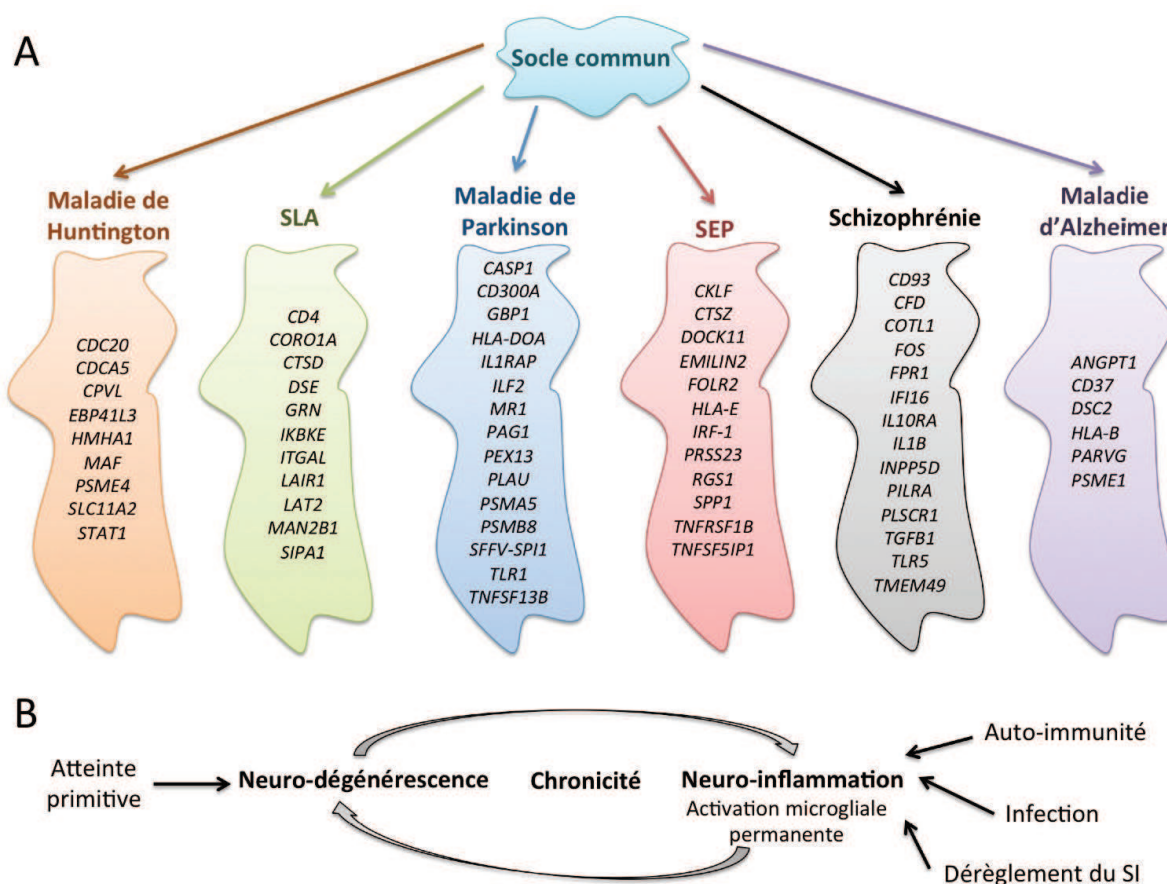 A
Socle commun
Maladie de
Huntington
CDC20
CDCA5
CPVL
EBP41L3
HMHA1
MAF
PSME4
SLC11A2
STAT1
SLA
CD4
CORO1A
CTSD
DSE
GRN
IKBKE
ITGAL
LAIR1
LAT2
MAN2B1
SIPA1
Maladie de
Parkinson
CASP1
CD300A
GBP1
HLA-DOA
IL1RAP
ILF2
MR1
PAG1
PEX13
PLAU
PSMA5
PSMB8
SFFV-SPI1
TLR1
TNFSF13B
SEP
CKLF
CTSZ
DOCK11
EMILIN2
FOLR2
HLA-E
IRF-1
PRSS23
RGS1
SPP1
TNFRSF1B
TNFSF5IP1
Schizophrénie
CD93
CFD
COTL1
FOS
FPR1
IFI16
IL10RA
IL1B
INPP5D
PILRA
PLSCR1
TGFB1
TLR5
TMEM49
Maladie
d'Alzheimer
ANGPT1
CD37
DSC2
HLA-B
PARVG
PSME1
B
Atteinte
primitive
Neuro-dégénérescence
Chronicité
Neuro-inflammation
Activation microgliale
permanente
Auto-immunité
Infection
Dérèglement du SI